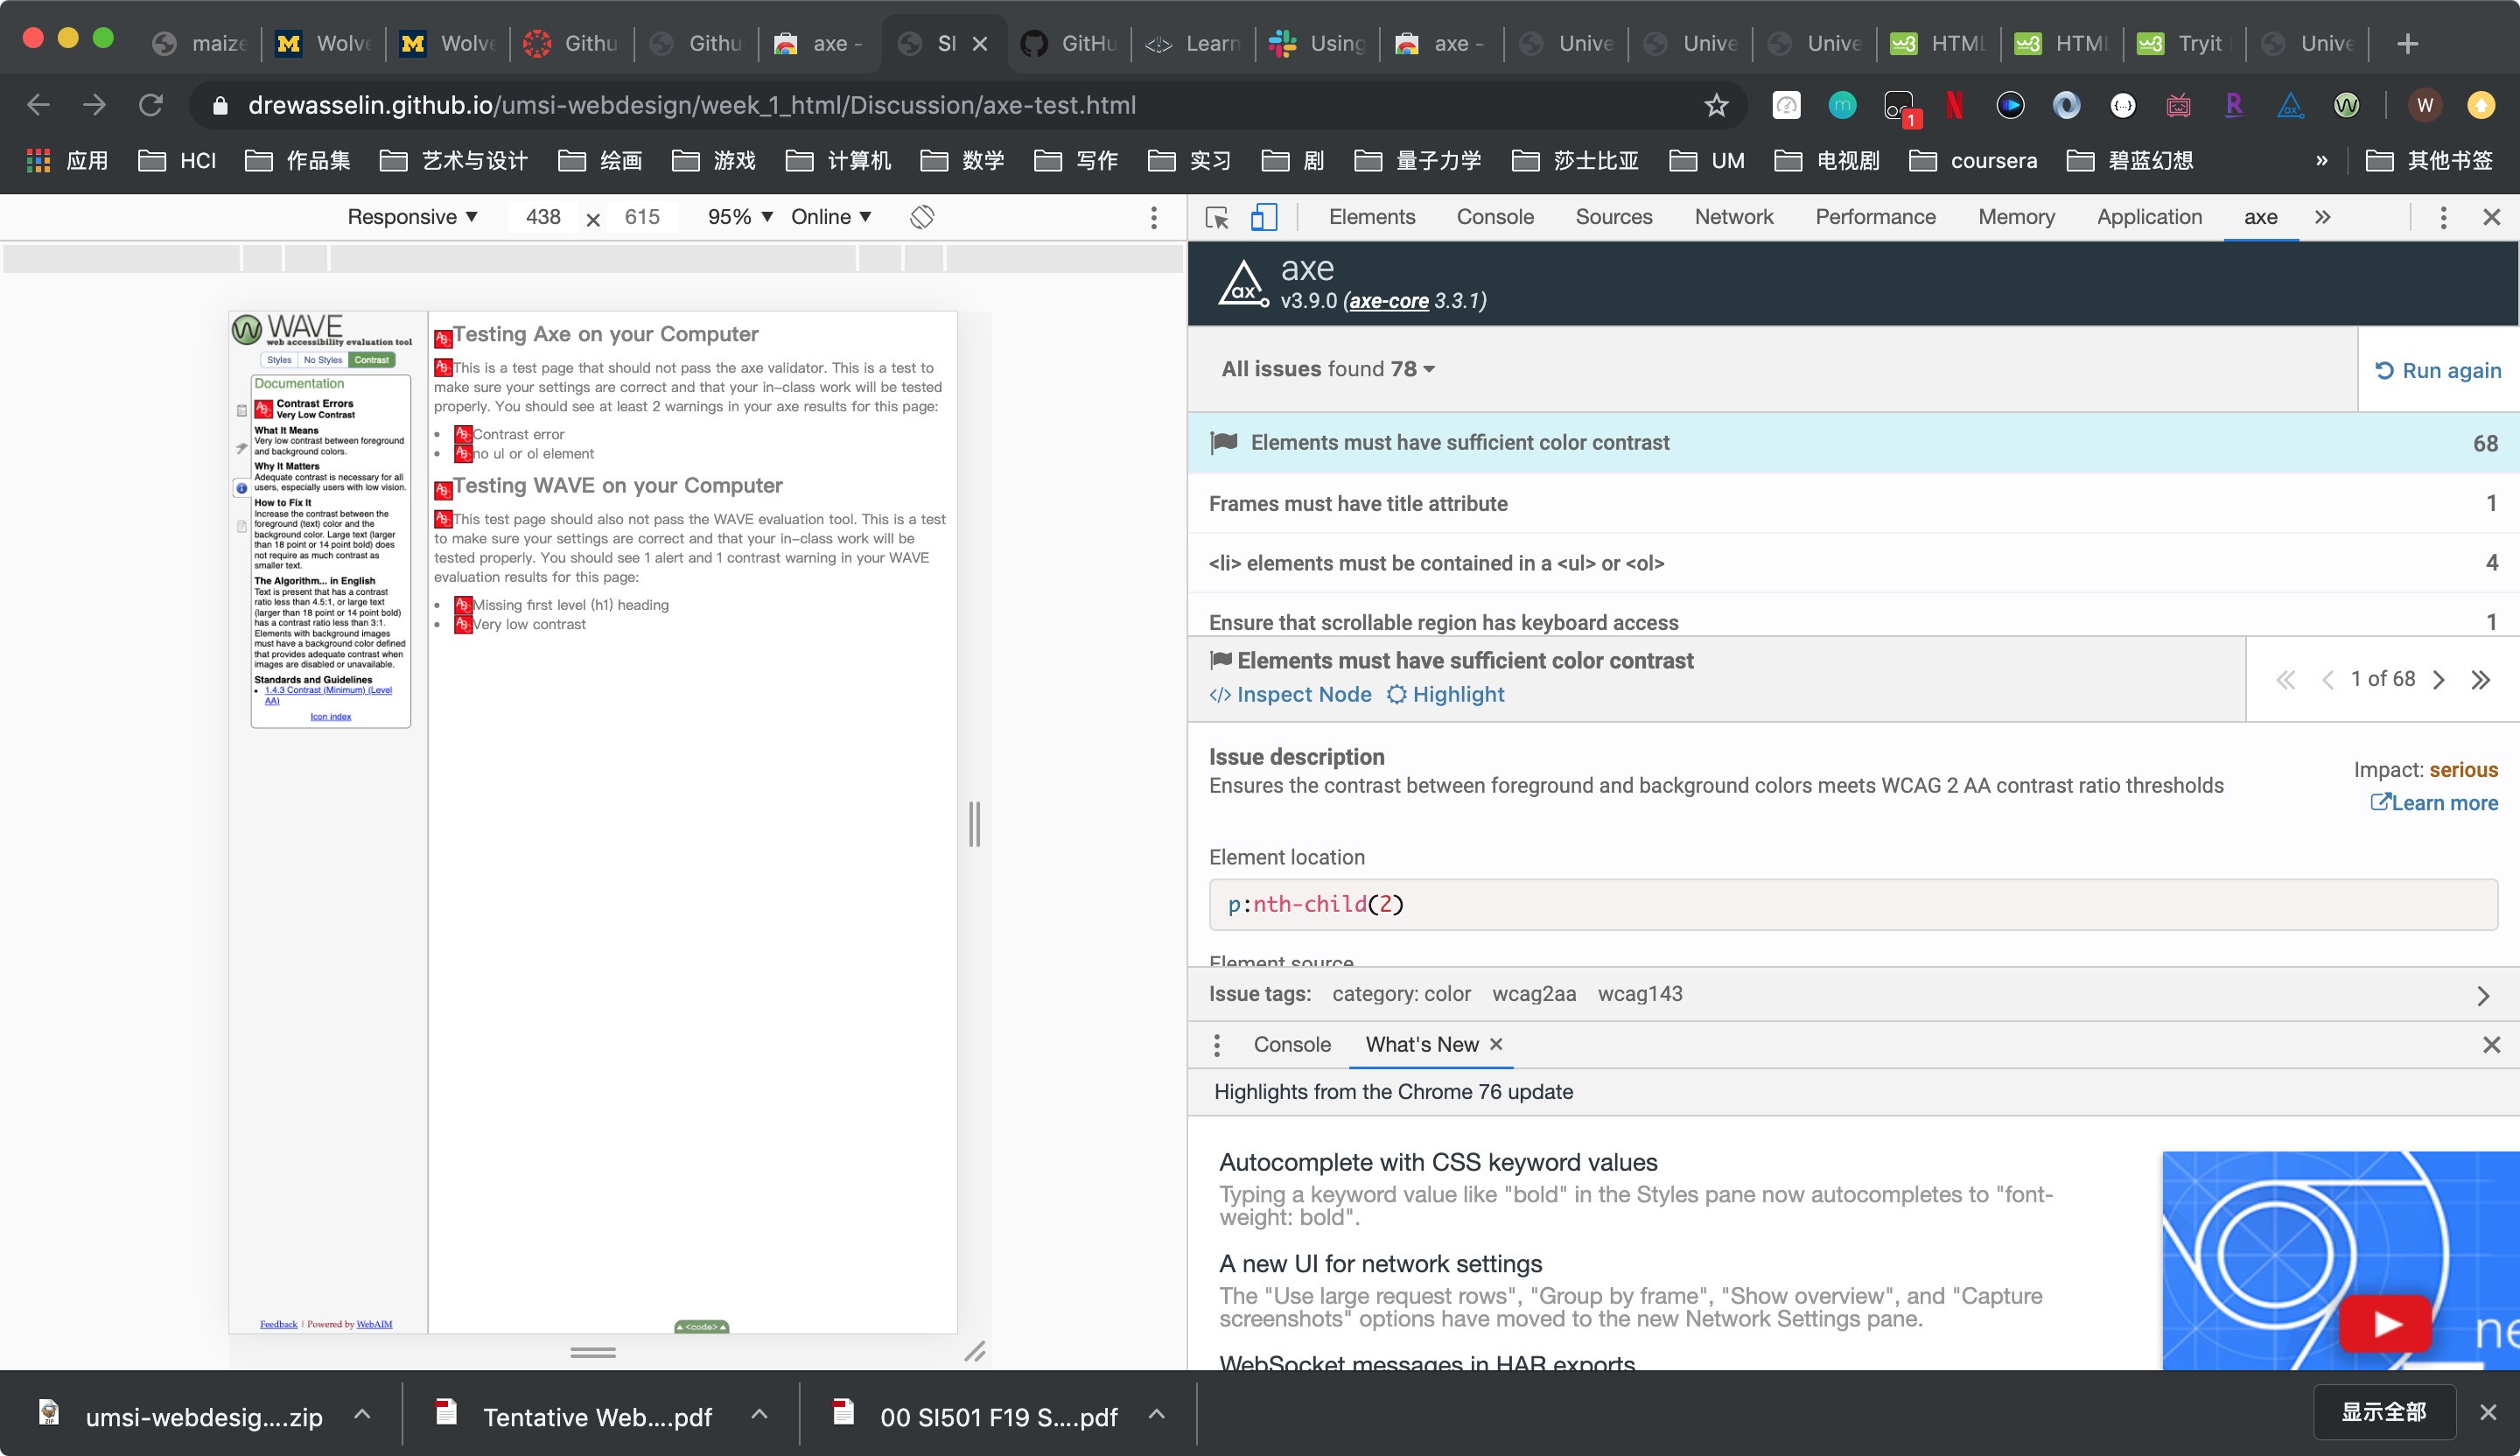 maize
Wolve
Wolve
Githu
Githu
axe -
SI
GitHu
Learn
Using
axe -
Unive
Unive
Unive
HTML
HTML
Tryit
Unive
drewasselin.github.io/umsi-webdesign/week_1_html/Discussion/axe-test.html
1
W
应用
HCI
作品集
艺术与设计
绘画
游戏
计算机
数学
写作
实习
剧
量子力学
莎士比亚
UM
电视剧
coursera
碧蓝幻想
»
其他书签
Responsive ▼ 438 × 615 95% ▼ Online ▼
WAVE
web accessibility evaluation tool
Styles No Styles Contrast
Documentation
Contrast Errors
Very Low Contrast
What It Means
Very low contrast between foreground
and background colors.
Why It Matters
Adequate contrast is necessary for all
users, especially users with low vision.
How to Fix It
Increase the contrast between the
foreground (text) color and the
background color. Large text (larger
than 18 point or 14 point bold) does
not require as much contrast as
smaller text.
The Algorithm... in English
Text is present that has a contrast
ratio less than 4.5:1, or large text
(larger than 18 point or 14 point bold)
has a contrast ratio less than 3:1.
Elements with background images
must have a background color defined
that provides adequate contrast when
images are disabled or unavailable.
Standards and Guidelines
• 1.4.3 Contrast (Minimum) (Level
AA)
Icon index
Feedback | Powered by WebAIM
Testing Axe on your Computer
This is a test page that should not pass the axe validator. This is a test to
make sure your settings are correct and that your in-class work will be tested
properly. You should see at least 2 warnings in your axe results for this page:
• Contrast error
• no ul or ol element
Testing WAVE on your Computer
This test page should also not pass the WAVE evaluation tool. This is a test
to make sure your settings are correct and that your in-class work will be
tested properly. You should see 1 alert and 1 contrast warning in your WAVE
evaluation results for this page:
• Missing first level (h1) heading
• Very low contrast
▲ <code> ▲
Elements Console Sources Network Performance Memory Application axe »
ax
axe
v3.9.0 (axe-core 3.3.1)
All issues found 78
Run again
Elements must have sufficient color contrast 68
Frames must have title attribute 1
<li> elements must be contained in a <ul> or <ol> 4
Ensure that scrollable region has keyboard access 1
Elements must have sufficient color contrast
</> Inspect Node Highlight
1 of 68
Issue description
Ensures the contrast between foreground and background colors meets WCAG 2 AA contrast ratio thresholds
Impact: serious
Learn more
Element location
p:nth-child(2)
Element source
Issue tags: category: color wcag2aa wcag143
Console What's New
Highlights from the Chrome 76 update
Autocomplete with CSS keyword values
Typing a keyword value like "bold" in the Styles pane now autocompletes to "font-
weight: bold".
A new UI for network settings
The "Use large request rows", "Group by frame", "Show overview", and "Capture
screenshots" options have moved to the new Network Settings pane.
WebSocket messages in HAR exports
ne
umsi-webdesig....zip
Tentative Web....pdf
00 SI501 F19 S....pdf
显示全部